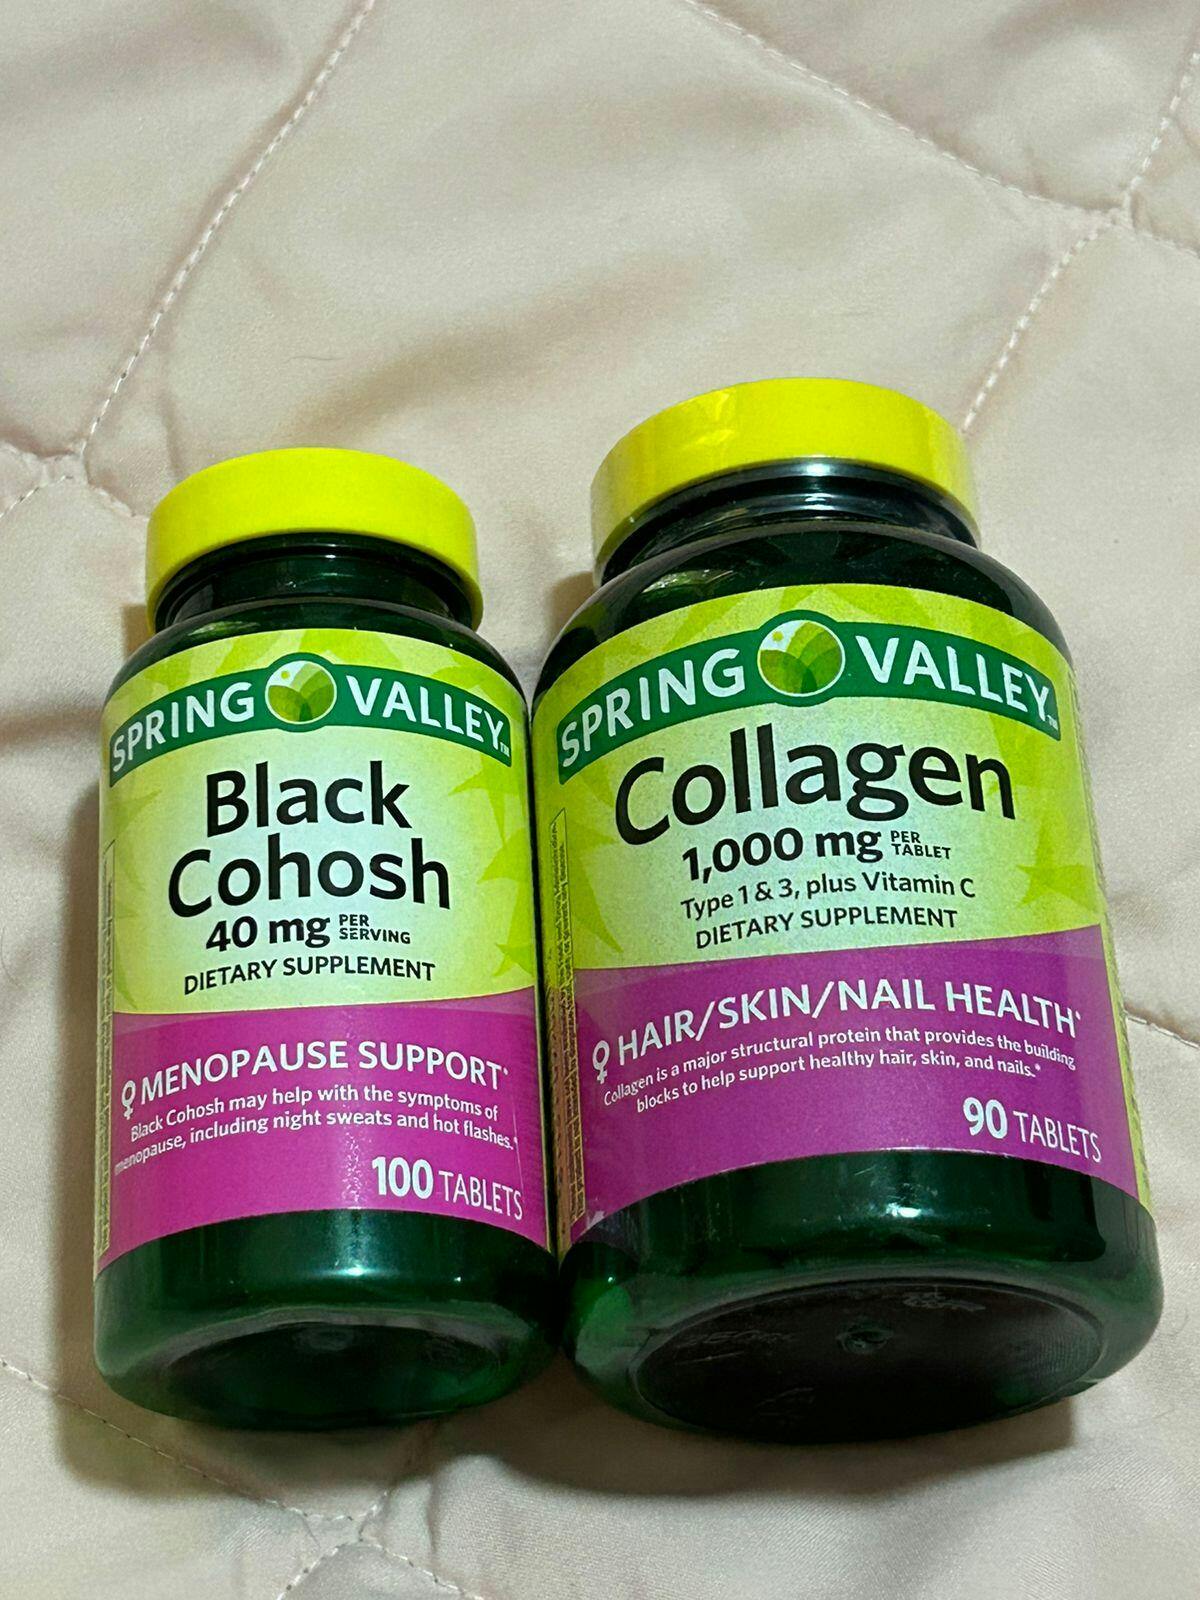 SPRING VALLEY™
Black
Cohosh
40 mg PER
SERVING
DIETARY SUPPLEMENT
♀ MENOPAUSE SUPPORT*
Black Cohosh may help with the symptoms of
menopause, including night sweats and hot flashes.*
100 TABLETS
SPRING VALLEY™
Collagen
1,000 mg PER
TABLET
Type 1 & 3, plus Vitamin C
DIETARY SUPPLEMENT
♀ HAIR/SKIN/NAIL HEALTH*
Collagen is a major structural protein that provides the building
blocks to help support healthy hair, skin, and nails.*
90 TABLETS